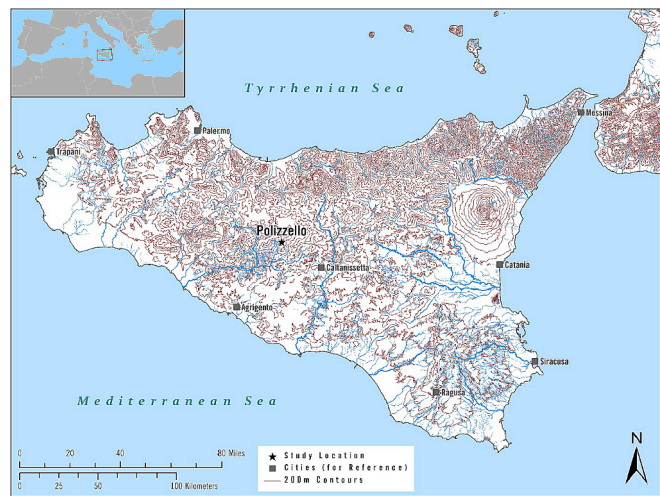 Tyrrhenian Sea
Messina
Palermo
Trapani
Polizzello
Caltanissetta
Catania
Agrigento
Siracusa
Ragusa
Mediterranean Sea
0 20 40 80 Miles
0 25 50 100 Kilometers
Study Location
Cities (for Reference)
200m Contours
N